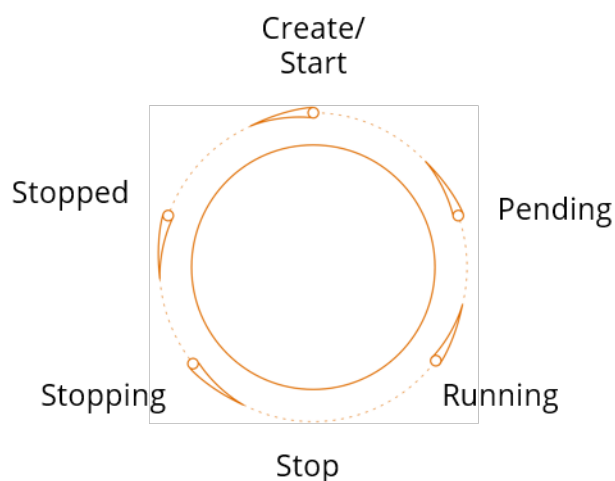 Create/
Start
Stopped
Pending
Stopping
Running
Stop